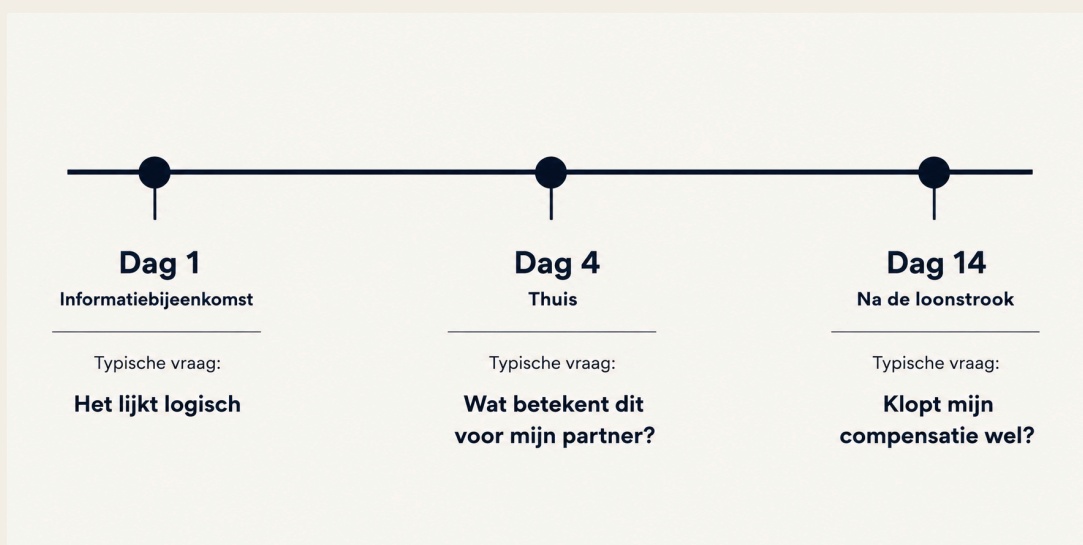 Dag 1
Informatiebijeenkomst
Typische vraag:
Het lijkt logisch
Dag 4
Thuis
Typische vraag:
Wat betekent dit
voor mijn partner?
Dag 14
Na de loonstrook
Typische vraag:
Klopt mijn
compensatie wel?